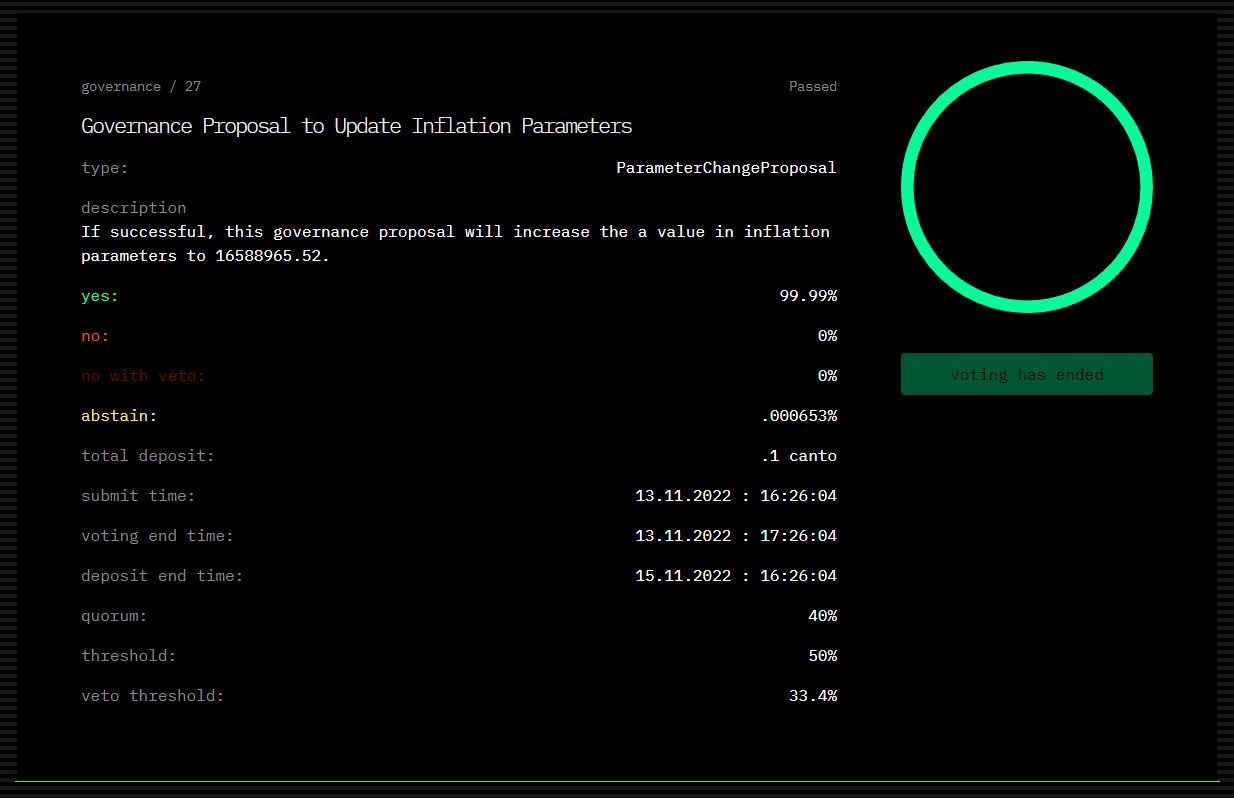 governance / 27 Passed
Governance Proposal to Update Inflation Parameters
type: ParameterChangeProposal
description
If successful, this governance proposal will increase the a value in inflation
parameters to 16588965.52.
yes: 99.99%
no: 0%
no with veto: 0%
abstain: .000653%
total deposit: .1 canto
submit time: 13.11.2022 : 16:26:04
voting end time: 13.11.2022 : 17:26:04
deposit end time: 15.11.2022 : 16:26:04
quorum: 40%
threshold: 50%
veto threshold: 33.4%
voting has ended